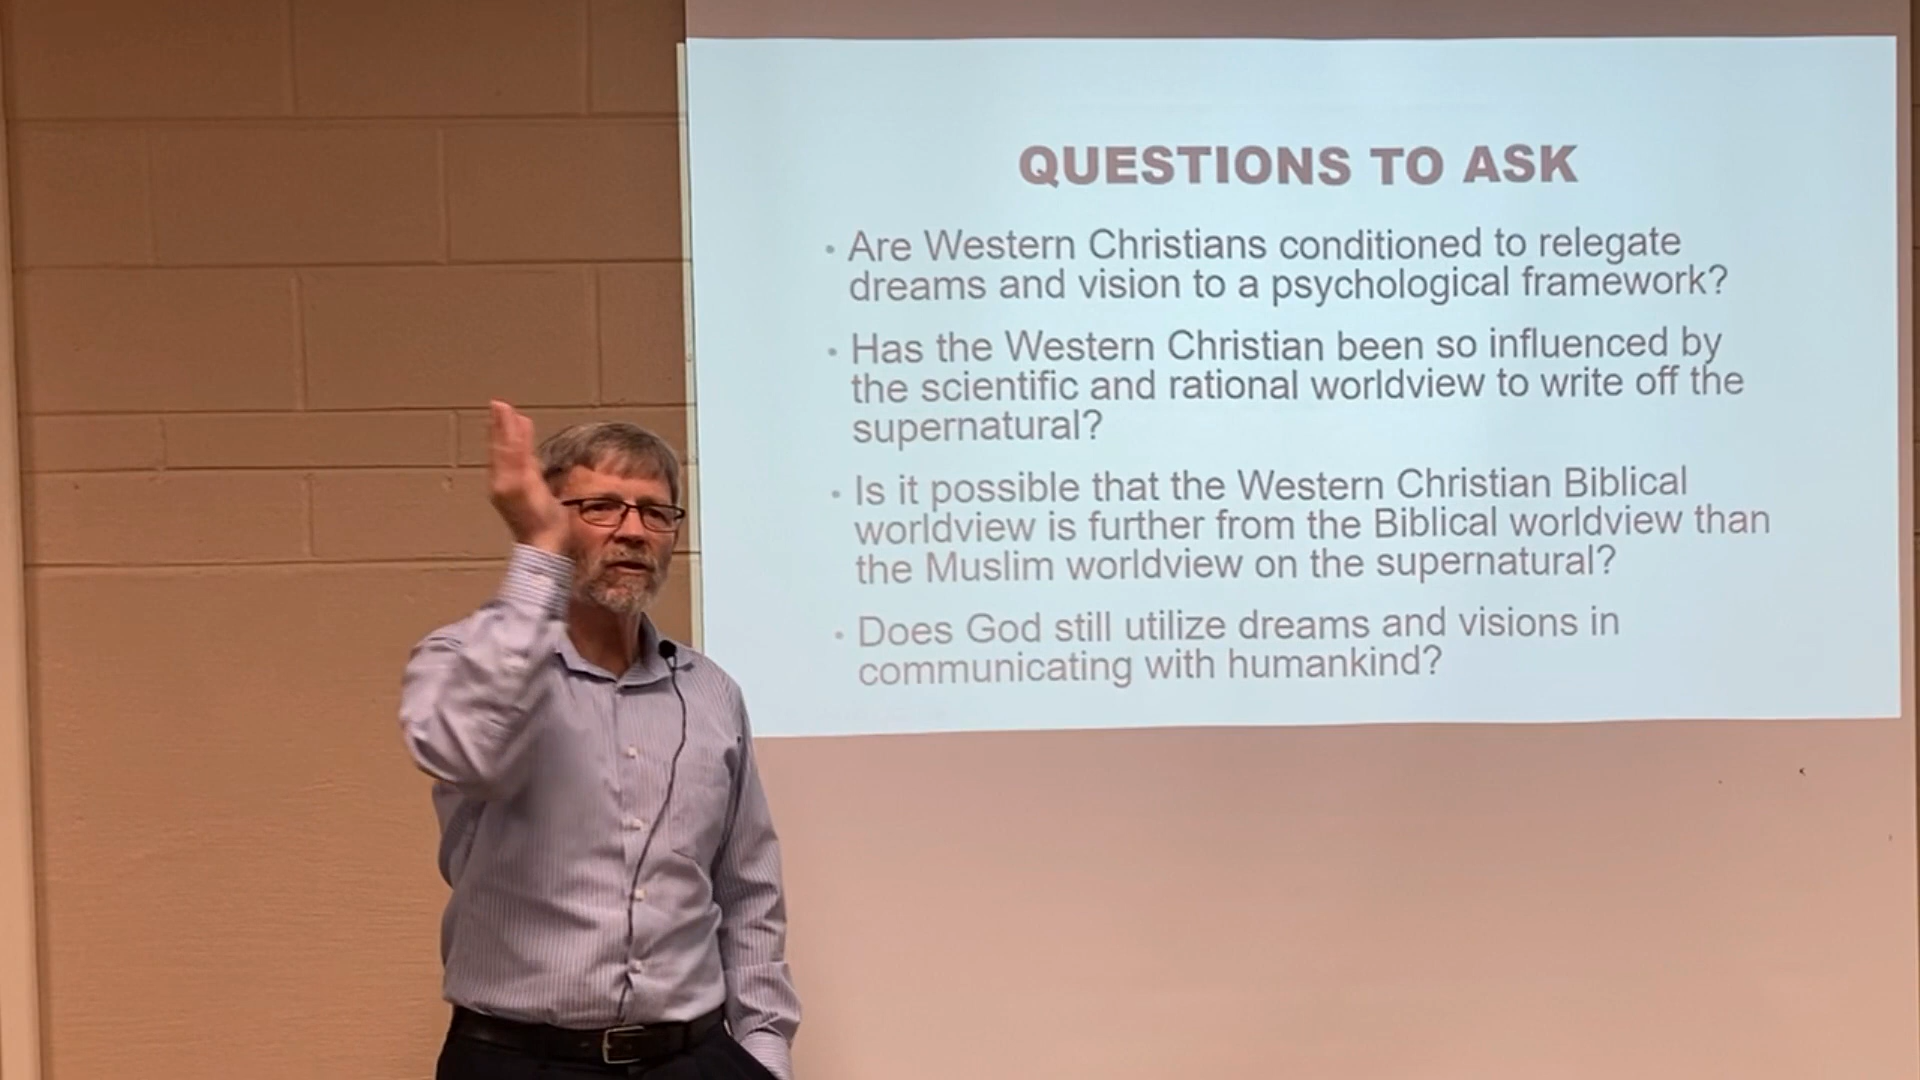 QUESTIONS TO ASK
• Are Western Christians conditioned to relegate
dreams and vision to a psychological framework?
• Has the Western Christian been so influenced by
the scientific and rational worldview to write off the
supernatural?
• Is it possible that the Western Christian Biblical
worldview is further from the Biblical worldview than
the Muslim worldview on the supernatural?
• Does God still utilize dreams and visions in
communicating with humankind?